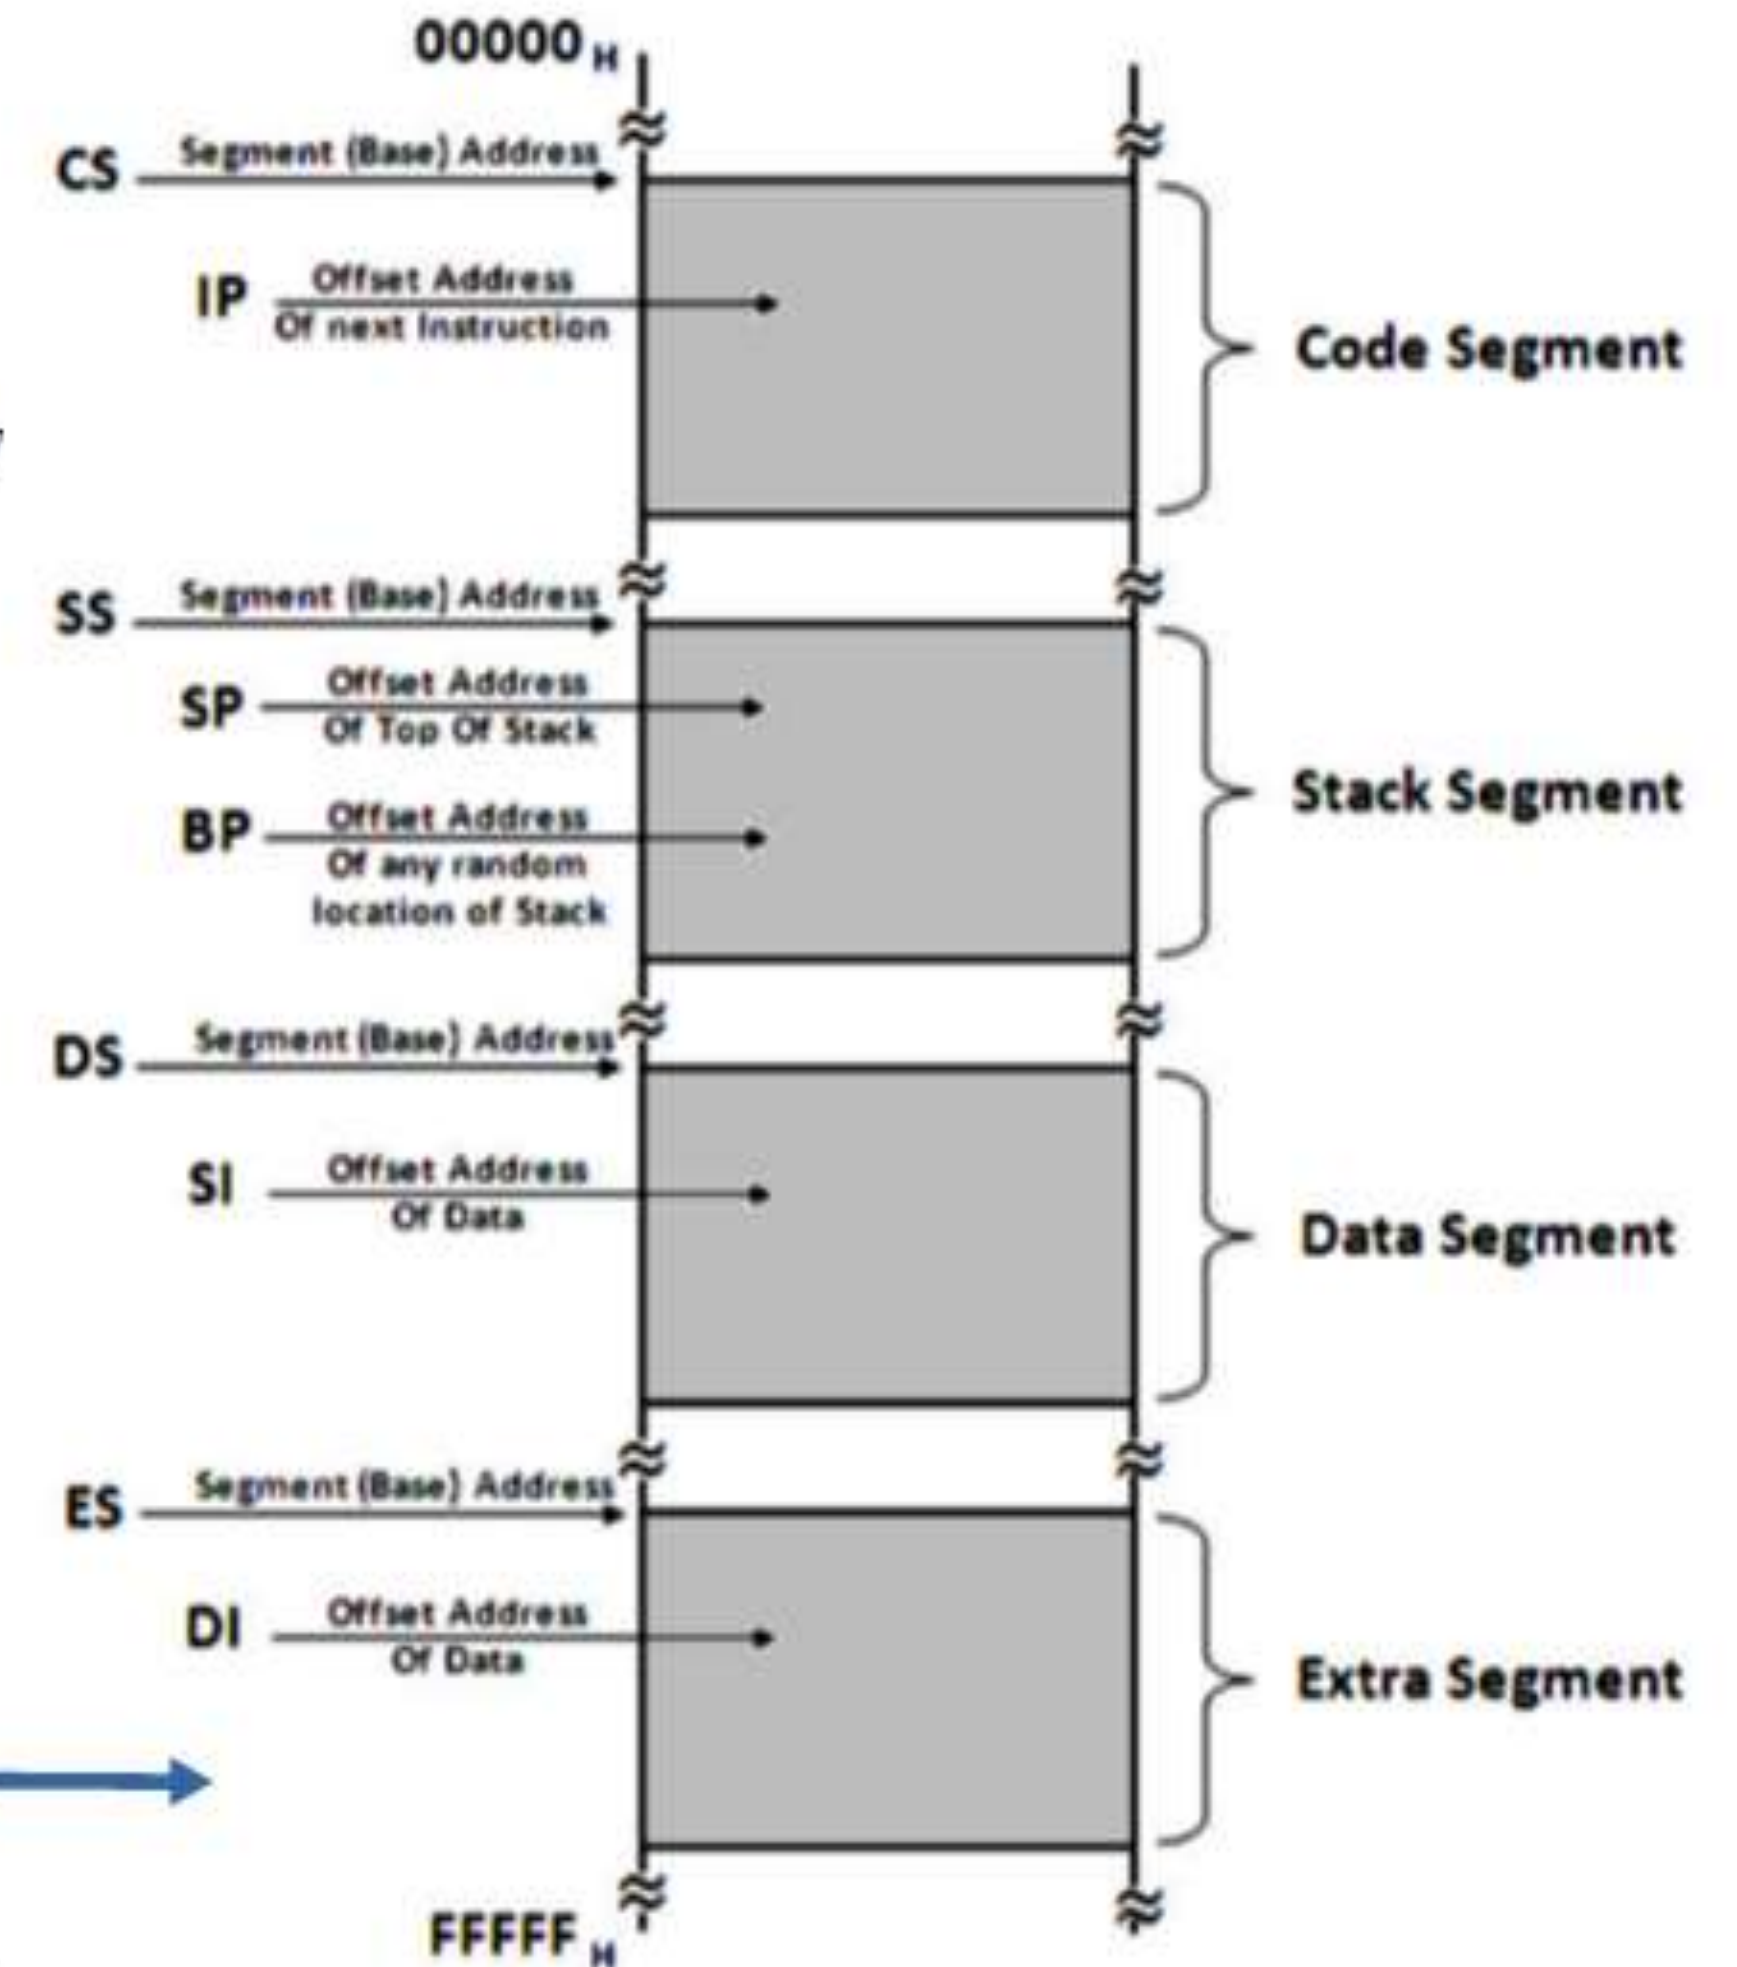 00000 H
CS Segment (Base) Address
IP Offset Address
Of next Instruction
Code Segment
SS Segment (Base) Address
SP Offset Address
Of Top Of Stack
BP Offset Address
Of any random
location of Stack
Stack Segment
DS Segment (Base) Address
SI Offset Address
Of Data
Data Segment
ES Segment (Base) Address
DI Offset Address
Of Data
Extra Segment
FFFFF H